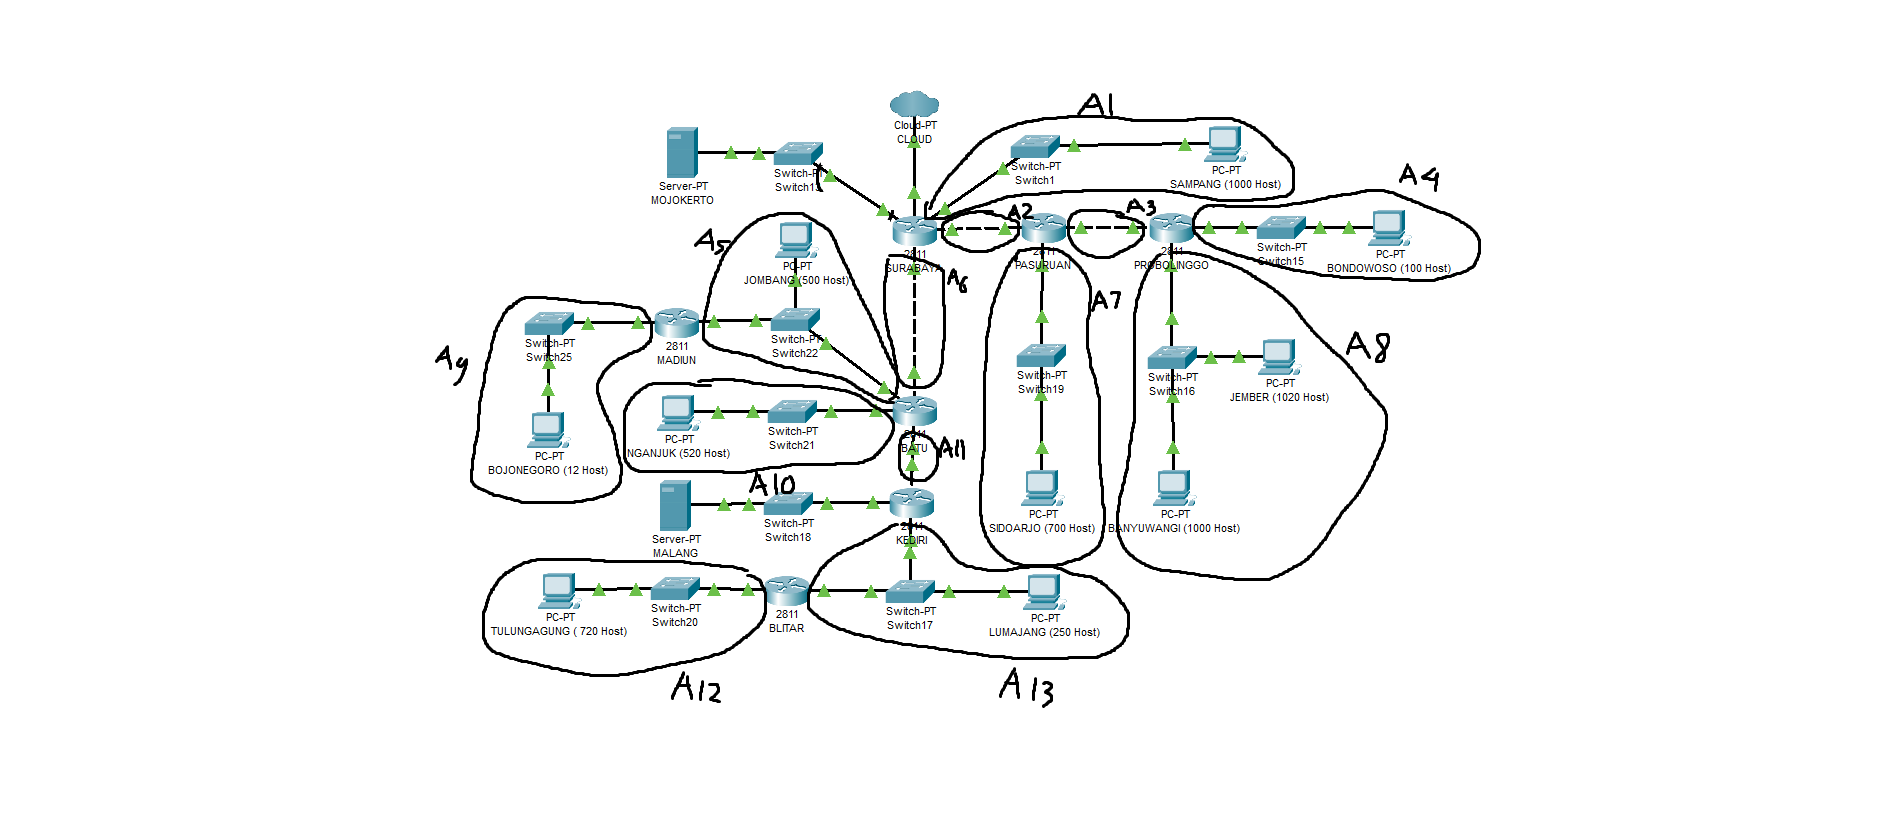 A1
Cloud-PT
CLOUD
Switch-PT
Switch1
PC-PT
SAMPANG (1000 Host)
Server-PT
MOJOKERTO
Switch-PT
A4
A2
A3
2811
SURABAYA
2811
PASURUAN
2811
PROBOLINGGO
Switch-PT
Switch15
PC-PT
BONDOWOSO (100 Host)
A5
PC-PT
JOMBANG (500 Host)
A6
A7
A8
Switch-PT
Switch25
2811
MADIUN
Switch-PT
Switch22
A9
Switch-PT
Switch19
Switch-PT
Switch16
PC-PT
JEMBER (1020 Host)
PC-PT
NGANJUK (520 Host)
Switch-PT
Switch21
2811
BATU
A11
PC-PT
BOJONEGORO (12 Host)
A10
Server-PT
MALANG
Switch-PT
Switch18
2811
KEDIRI
PC-PT
SIDOARJO (700 Host)
PC-PT
BANYUWANGI (1000 Host)
PC-PT
TULUNGAGUNG ( 720 Host)
Switch-PT
Switch20
2811
BLITAR
Switch-PT
Switch17
PC-PT
LUMAJANG (250 Host)
A12
A13